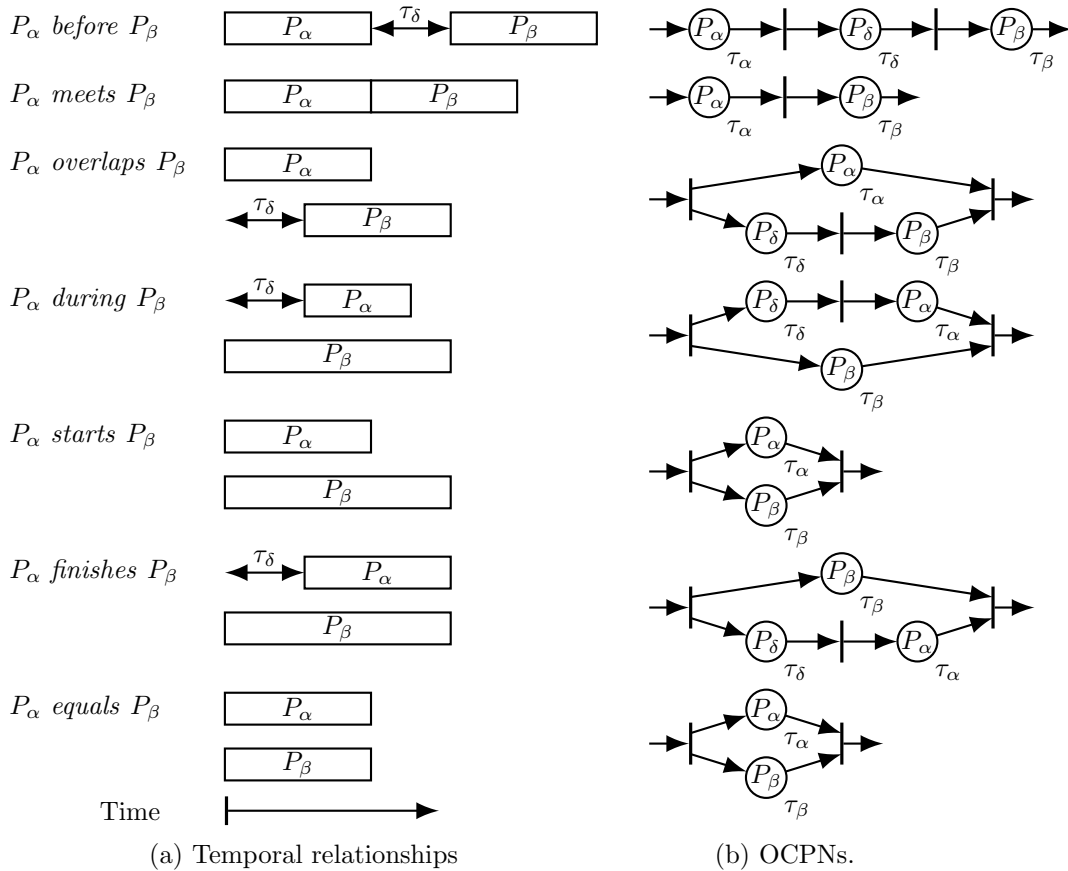 P_α before P_β P_α τ_δ P_β P_α τ_α P_δ τ_δ P_β τ_β
P_α meets P_β P_α P_β P_α τ_α P_β τ_β
P_α overlaps P_β P_α P_α τ_α
τ_δ P_β P_δ τ_δ P_β τ_β
P_α during P_β τ_δ P_α P_δ τ_δ P_α τ_α
P_β P_β τ_β
P_α starts P_β P_α P_α τ_α
P_β P_β τ_β
P_α finishes P_β τ_δ P_α P_β τ_β
P_β P_δ τ_δ P_α τ_α
P_α equals P_β P_α P_α τ_α
P_β P_β τ_β
Time
(a) Temporal relationships (b) OCPNs.